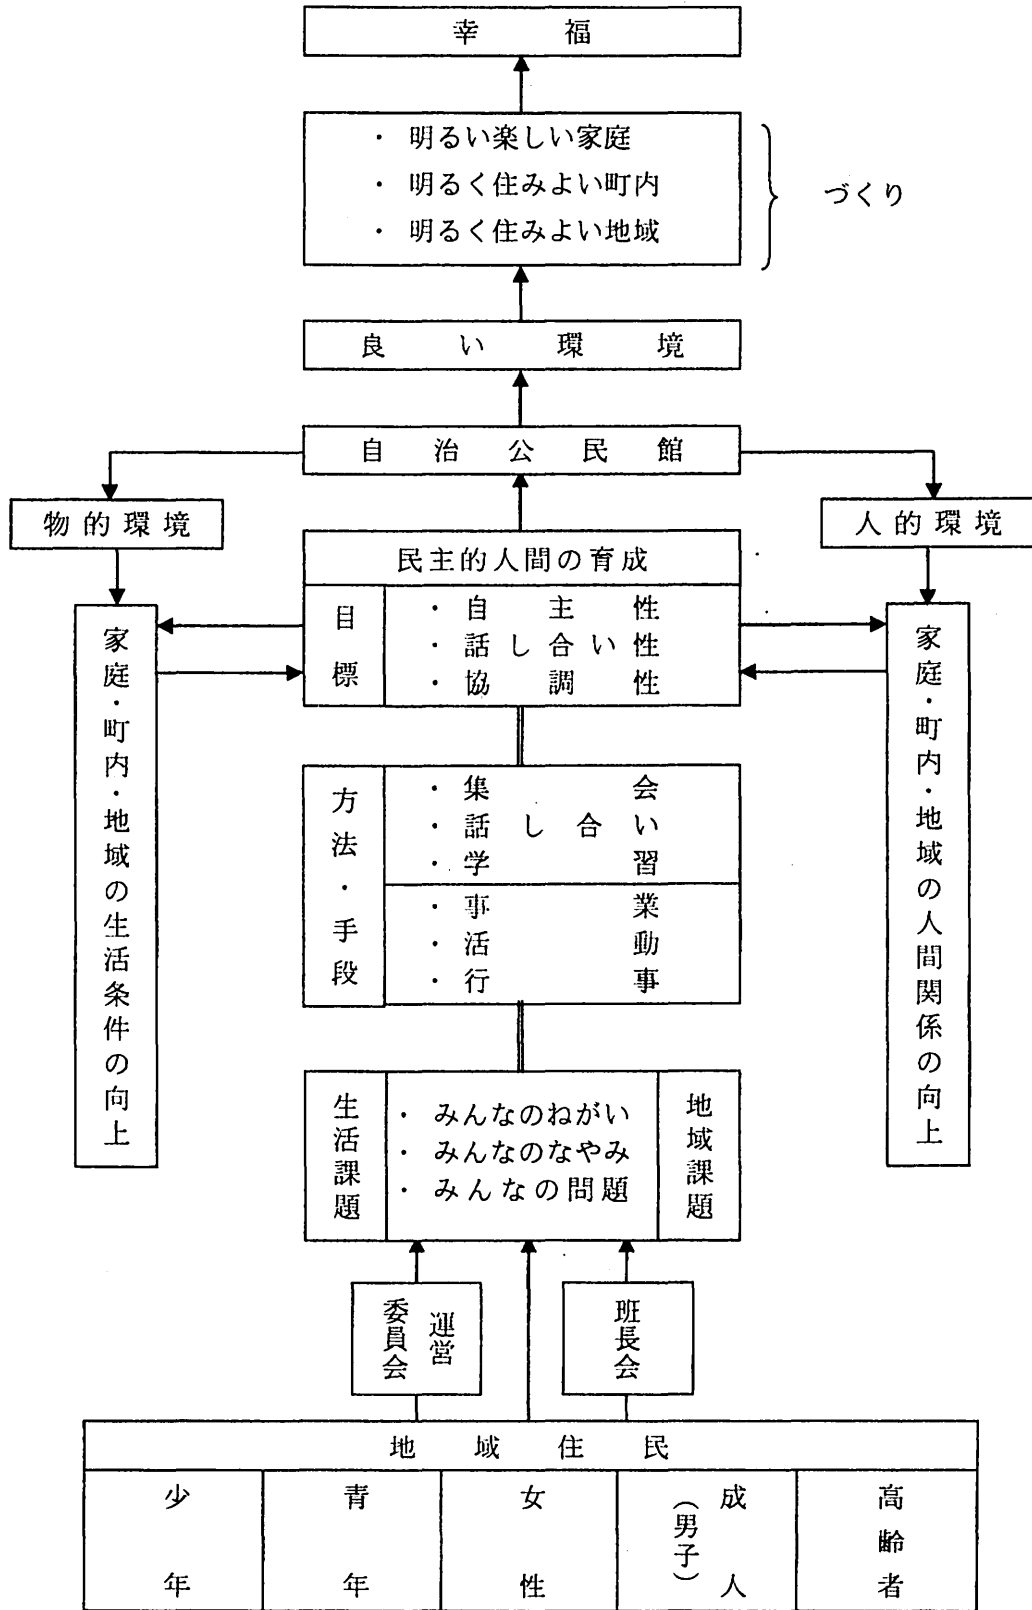 幸福
・ 明るい楽しい家庭
・ 明るく住みよい町内
・ 明るく住みよい地域
づくり
良い環境
自治公民館
物的環境
人的環境
民主的人間の育成
目標
・自主性
・話し合い性
・協調性
家庭・町内・地域の生活条件の向上
家庭・町内・地域の人間関係の向上
方法・手段
・集会
・話し合い
・学習
・事業
・活動
・行事
生活課題
・ みんなのねがい
・ みんなのなやみ
・ みんなの問題
地域課題
運営
委員会
班長会
地域住民
少年
青年
女性
成人
(男子)
高齢者